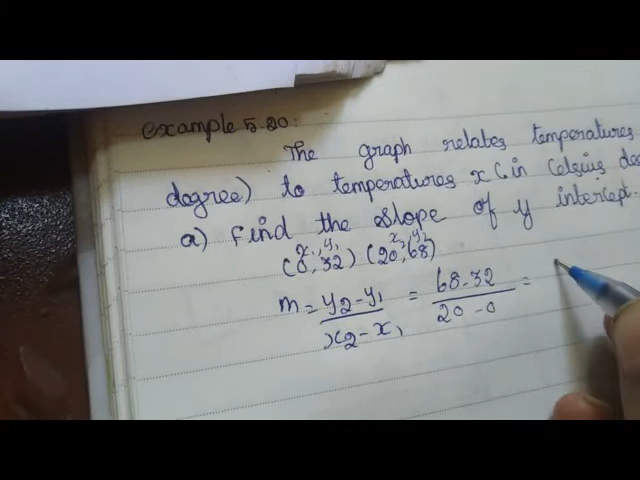 example 5.20:
The graph relates temperatures
degree) to temperatures x (in Celsius
a) Find the slope of y intercept.
x₁ y₁ x₂ y₂
(0,32) (20,68)
m = y2-y₁ / x2-x₁ = 68-32 / 20-0 =